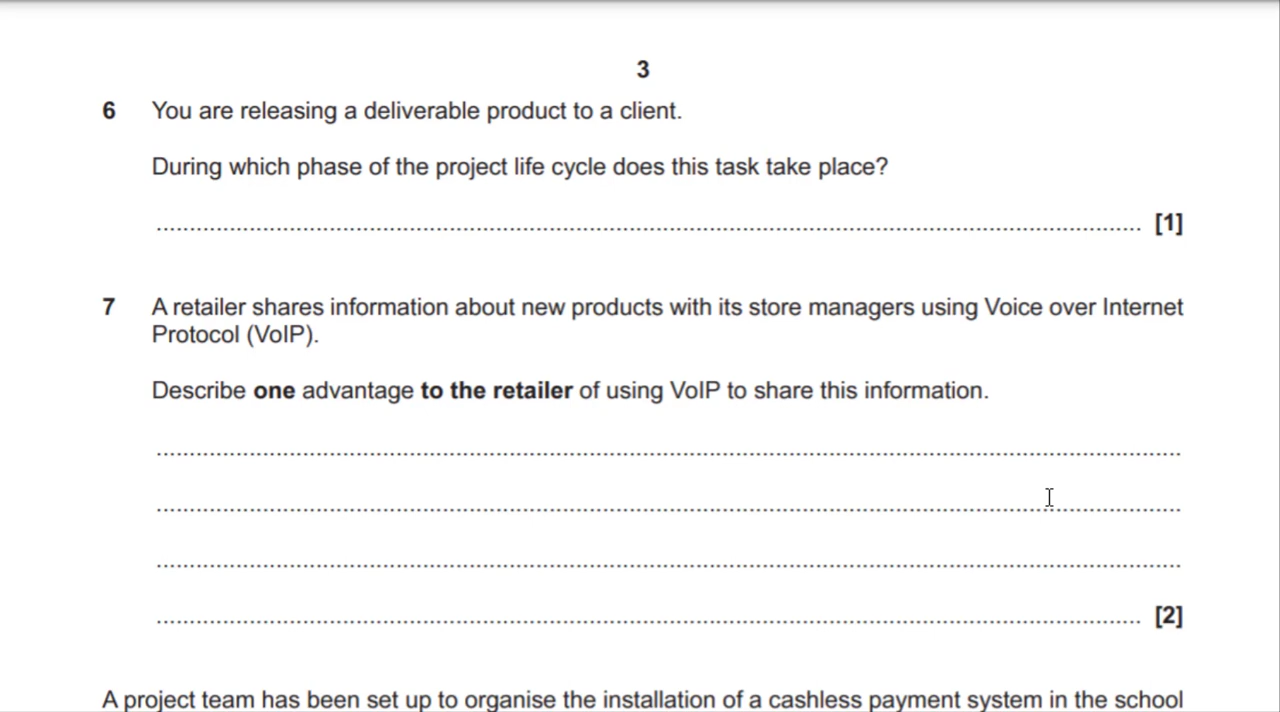 3
6 You are releasing a deliverable product to a client.
During which phase of the project life cycle does this task take place?
.................................................................................................................................................... [1]
7 A retailer shares information about new products with its store managers using Voice over Internet
Protocol (VoIP).
Describe one advantage to the retailer of using VoIP to share this information.
..........................................................................................................................................................
..........................................................................................................................................................
..........................................................................................................................................................
.................................................................................................................................................... [2]
A project team has been set up to organise the installation of a cashless payment system in the school